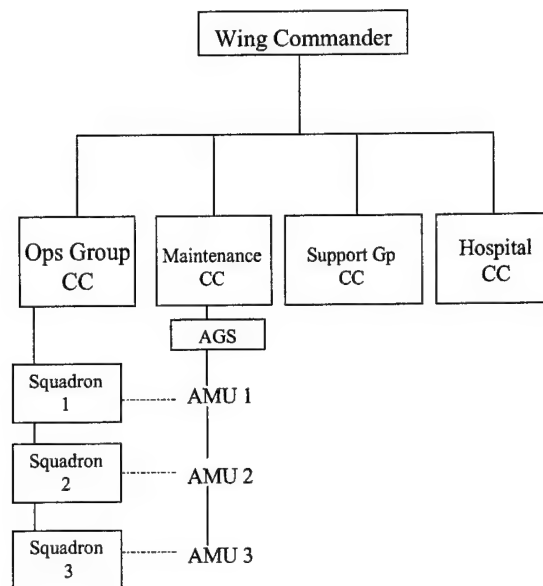 Wing Commander
Ops Group
CC
Maintenance
CC
Support Gp
CC
Hospital
CC
AGS
Squadron
1
AMU 1
Squadron
2
AMU 2
Squadron
3
AMU 3